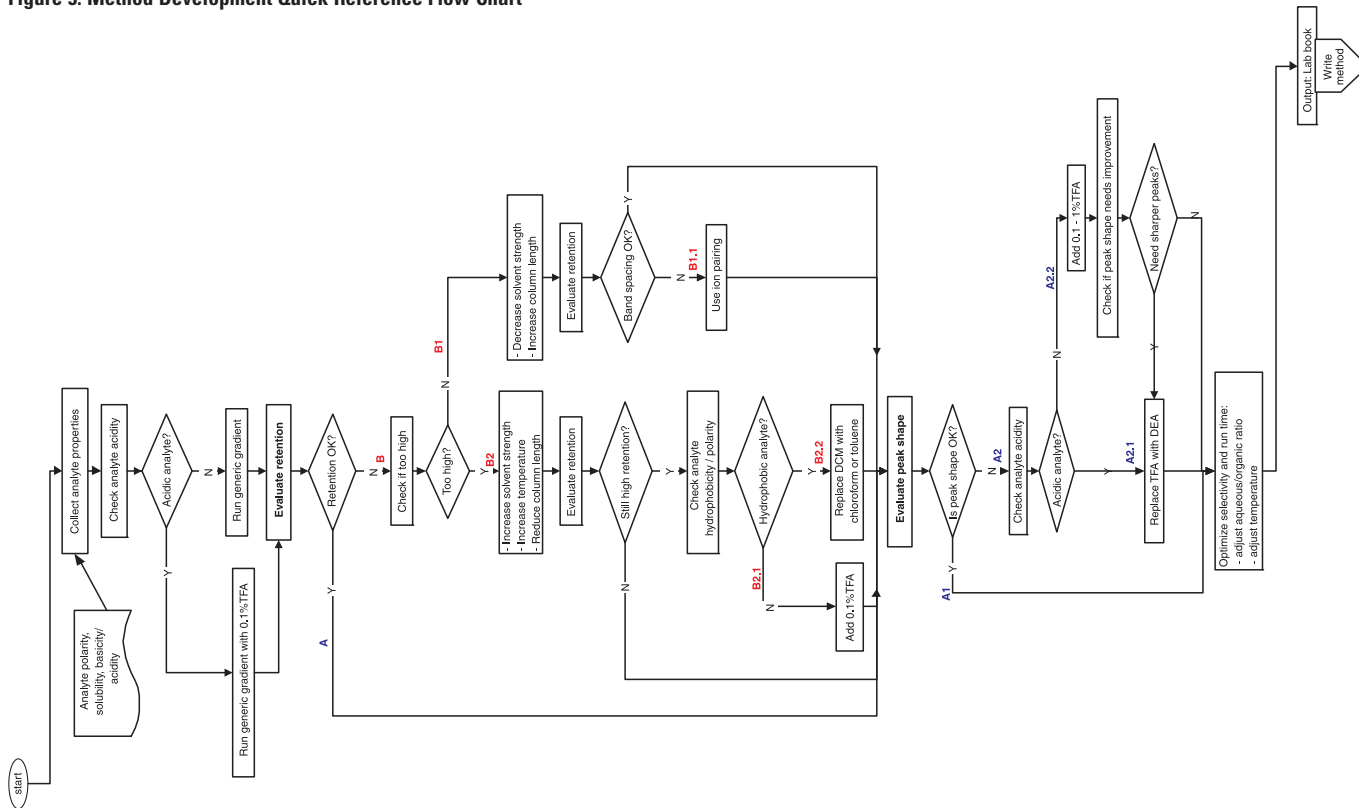 Figure 5. Method Development Quick Reference Flow Chart
start
Analyte polarity,
solubility, basicity/
acidity
Collect analyte properties
Check analyte acidity
Acidic analyte?
Y
N
Run generic gradient with 0.1%TFA
Run generic gradient
Evaluate retention
Retention OK?
Y
A
N
B
Check if too high
Too high?
N
B1
Y
B2
- Decrease solvent strength
- Increase column length
Evaluate retention
Band spacing OK?
Y
N
B1.1
Use ion pairing
- Increase solvent strength
- Increase temperature
- Reduce column length
Evaluate retention
Still high retention?
N
Y
Check analyte
hydrophobicity / polarity
Hydrophobic analyte?
B2.1
N
Add 0.1%TFA
Y
B2.2
Replace DCM with
chloroform or toluene
Evaluate peak shape
Is peak shape OK?
Y
A1
N
A2
Check analyte acidity
Acidic analyte?
N
A2.2
Add 0.1 - 1%TFA
Check if peak shape needs improvement
Need sharper peaks?
Y
N
Y
A2.1
Replace TFA with DEA
Optimize selectivity and run time:
- adjust aqueous/organic ratio
- adjust temperature
Output: Lab book
Write
method